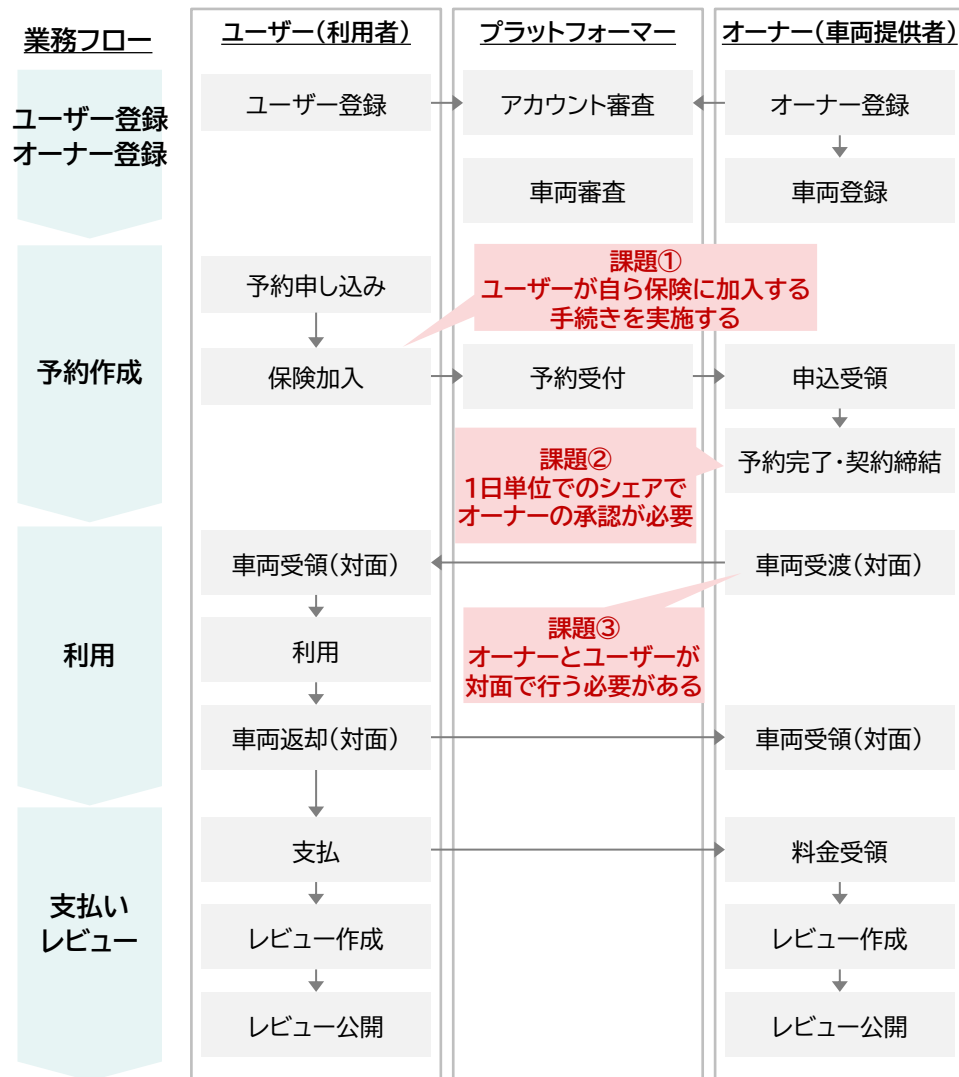 業務フロー
ユーザー(利用者)
プラットフォーマー
オーナー(車両提供者)
ユーザー登録
オーナー登録
ユーザー登録
アカウント審査
オーナー登録
車両審査
車両登録
予約作成
予約申し込み
課題①
ユーザーが自ら保険に加入する
手続きを実施する
保険加入
予約受付
申込受領
課題②
1日単位でのシェアで
オーナーの承認が必要
予約完了・契約締結
利用
車両受領(対面)
車両受渡(対面)
課題③
オーナーとユーザーが
対面で行う必要がある
利用
車両返却(対面)
車両受領(対面)
支払い
レビュー
支払
料金受領
レビュー作成
レビュー作成
レビュー公開
レビュー公開